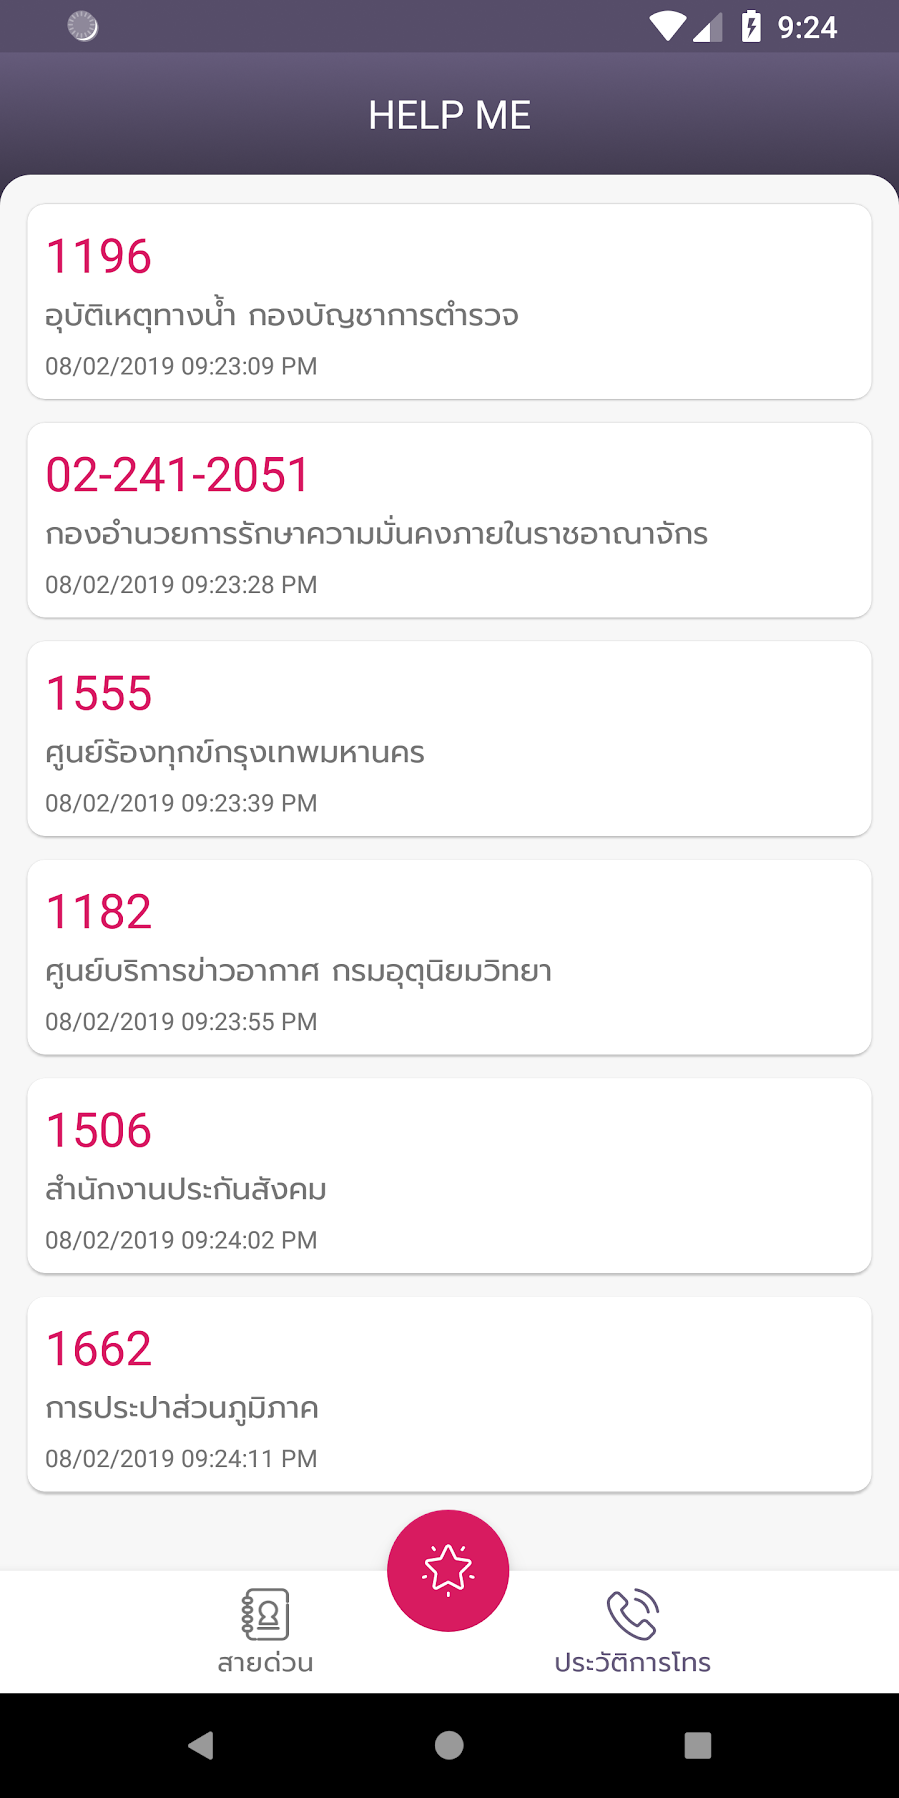 9:24
HELP ME
1196
อุบัติเหตุทางน้ำ กองบัญชาการตำรวจ
08/02/2019 09:23:09 PM
02-241-2051
กองอำนวยการรักษาความมั่นคงภายในราชอาณาจักร
08/02/2019 09:23:28 PM
1555
ศูนย์ร้องทุกข์กรุงเทพมหานคร
08/02/2019 09:23:39 PM
1182
ศูนย์บริการข่าวอากาศ กรมอุตุนิยมวิทยา
08/02/2019 09:23:55 PM
1506
สำนักงานประกันสังคม
08/02/2019 09:24:02 PM
1662
การประปาส่วนภูมิภาค
08/02/2019 09:24:11 PM
สายด่วน
ประวัติการโทร